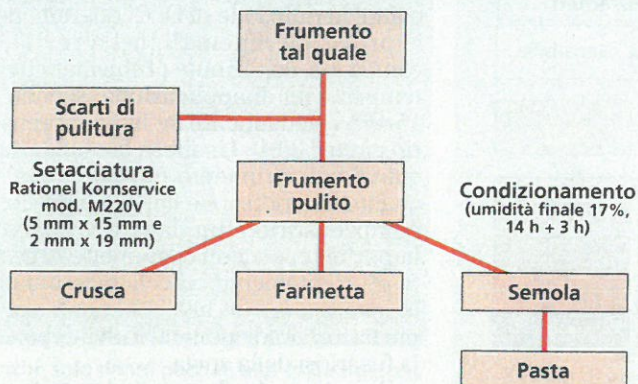 Frumento
tal quale
Scarti di
pulitura
Setacciatura
Rationel Kornservice
mod. M220V
(5 mm x 15 mm e
2 mm x 19 mm)
Frumento
pulito
Condizionamento
(umidità finale 17%,
14 h + 3 h)
Crusca
Farinetta
Semola
Pasta